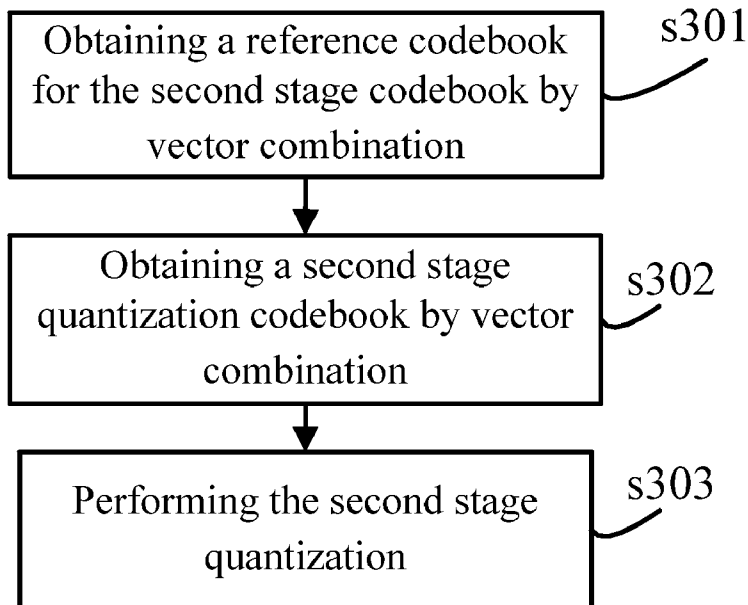 Obtaining a reference codebook
for the second stage codebook by
vector combination
s301
Obtaining a second stage
quantization codebook by vector
combination
s302
Performing the second stage
quantization
s303